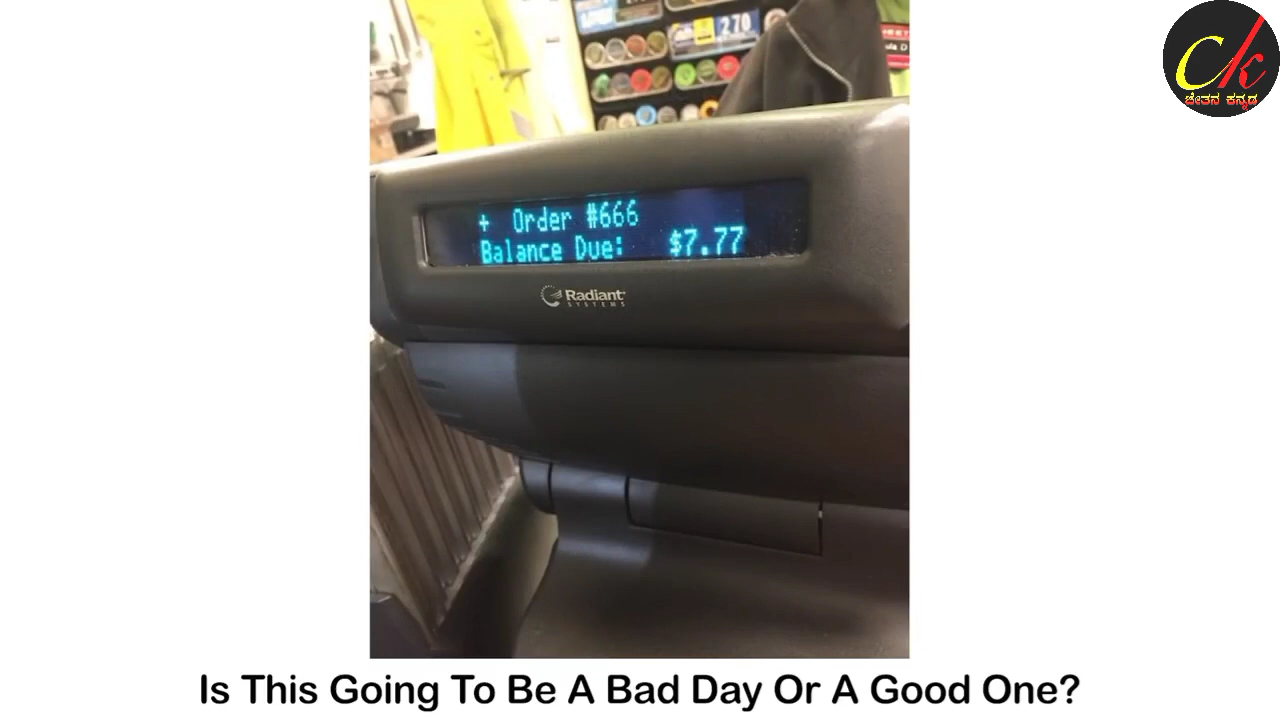 270
Ck
ಚೇತನ ಕನ್ನಡ
+ Order #666
Balance Due: $7.77
Radiant
SYSTEMS
Is This Going To Be A Bad Day Or A Good One?